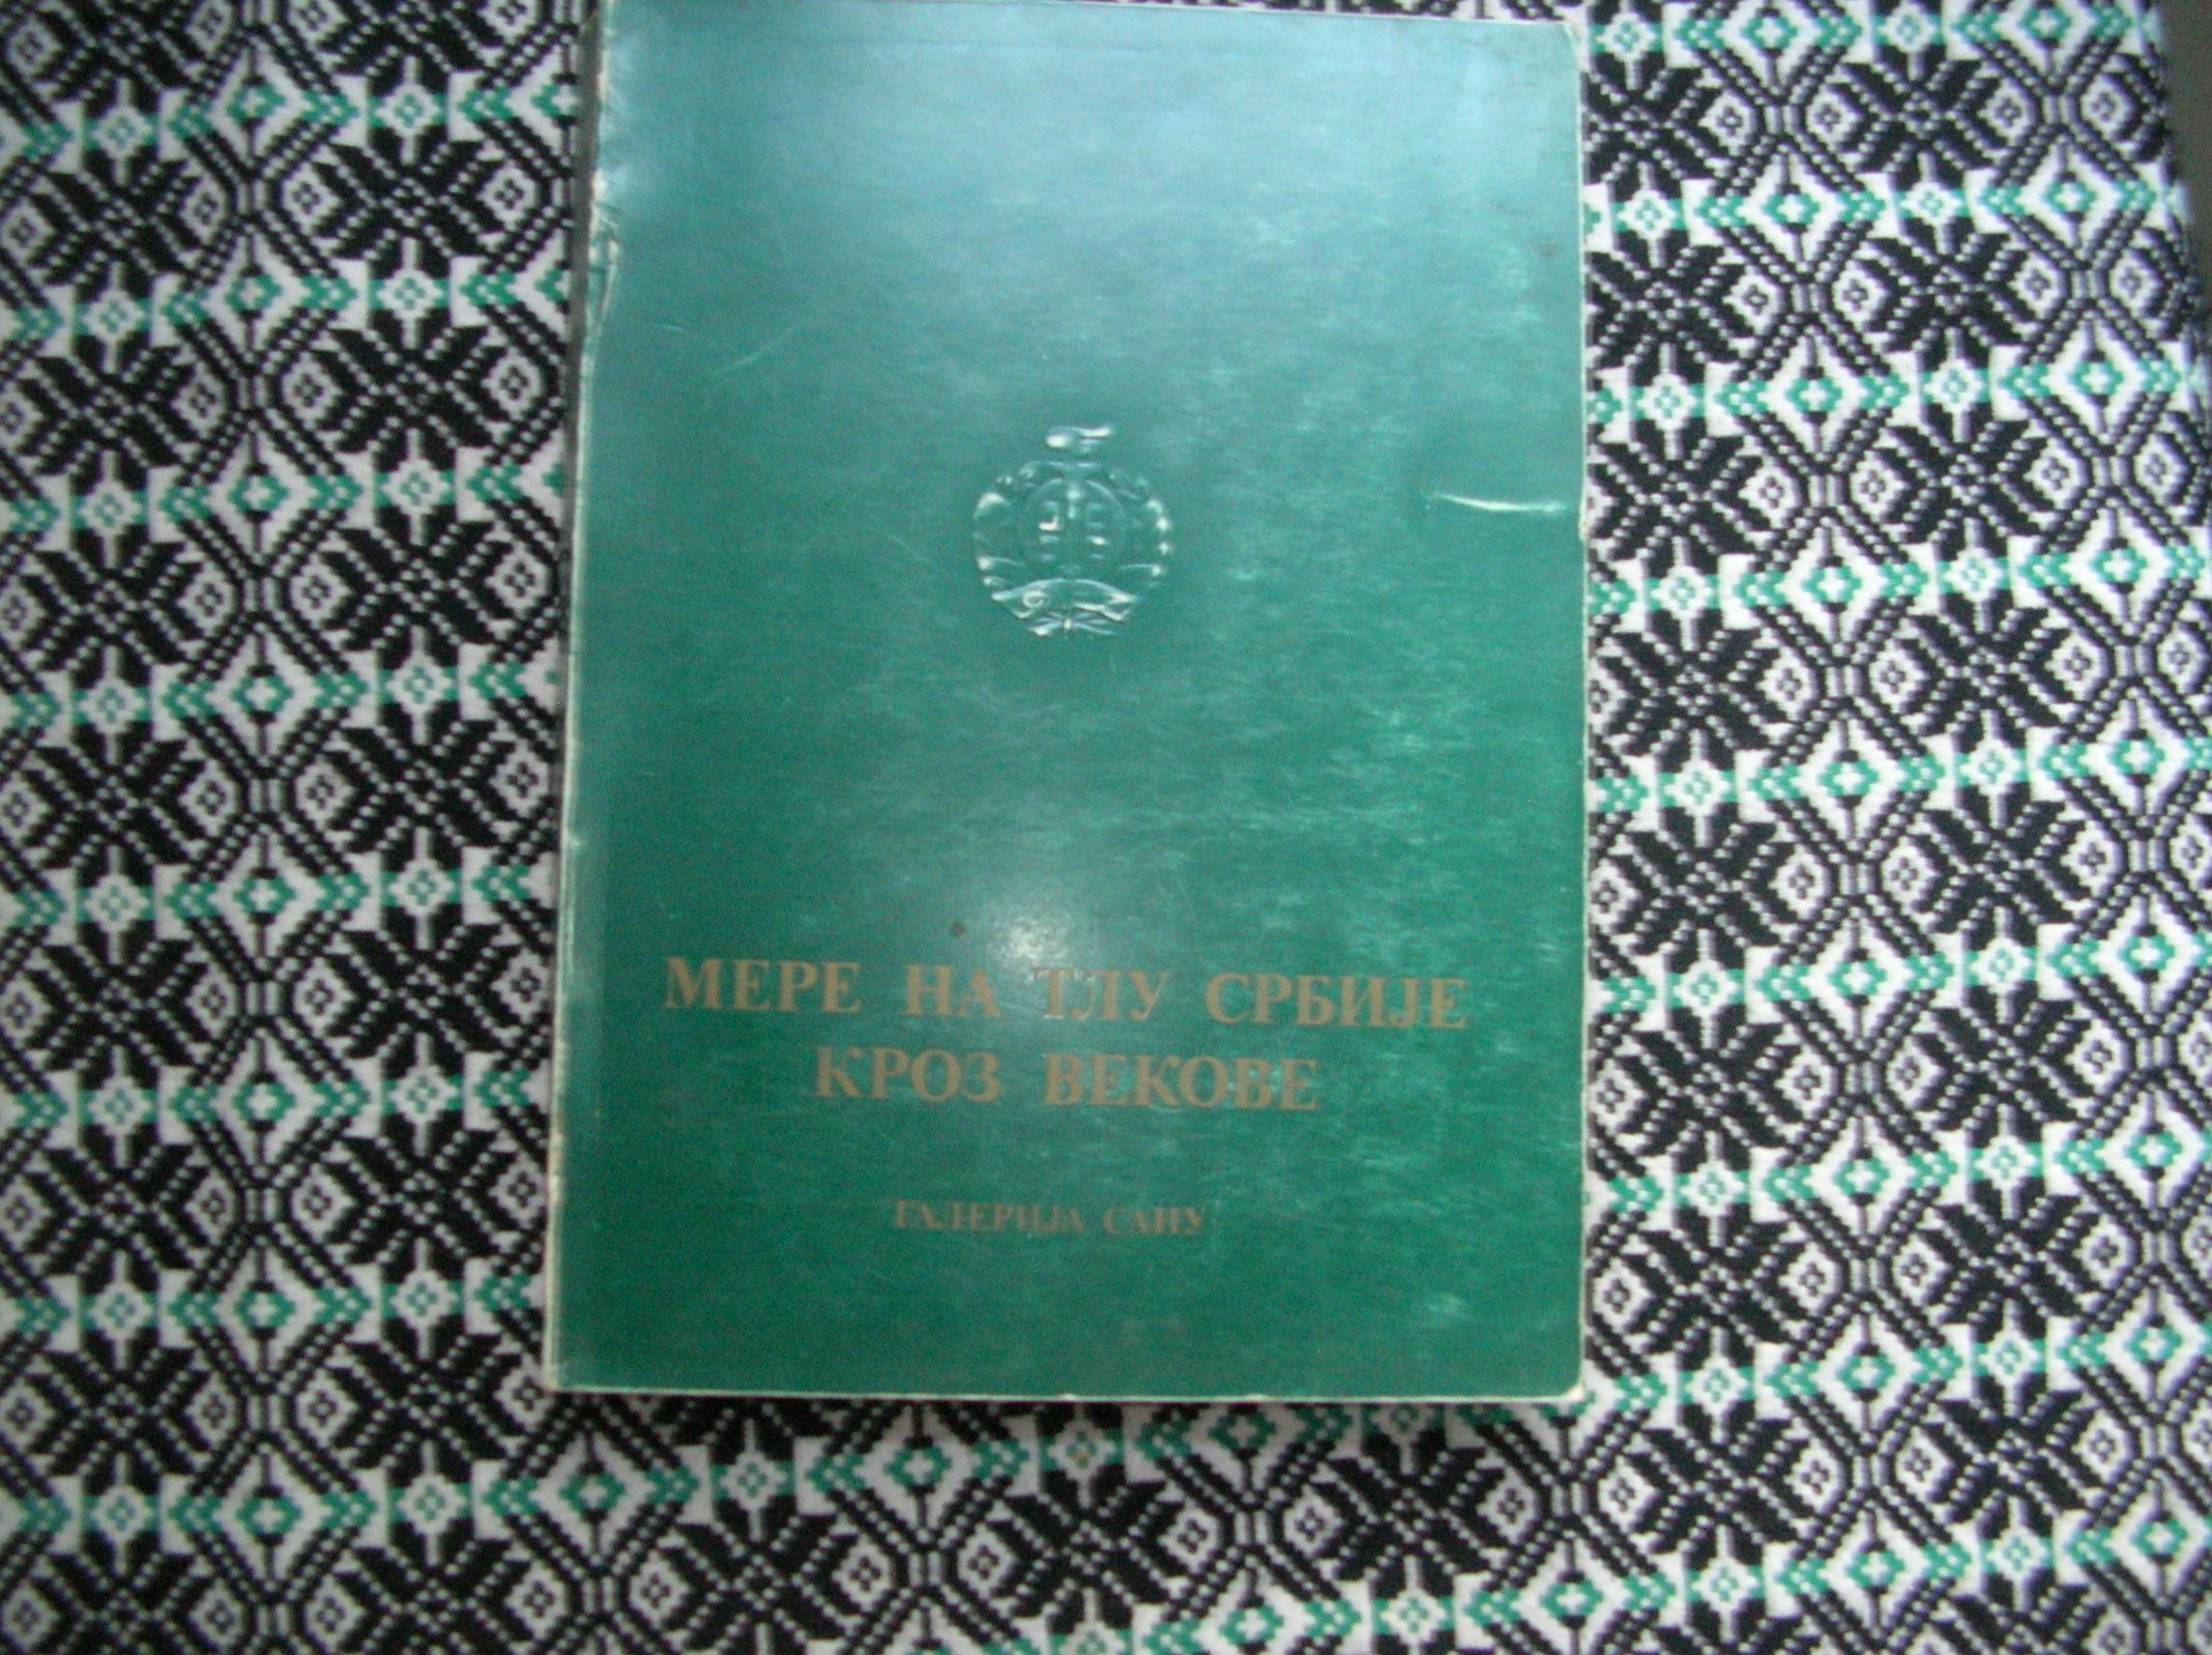 МЕРЕ НА ТЛУ СРБИЈЕ
КРОЗ ВЕКОВЕ
ГАЛЕРИЈА САНУ